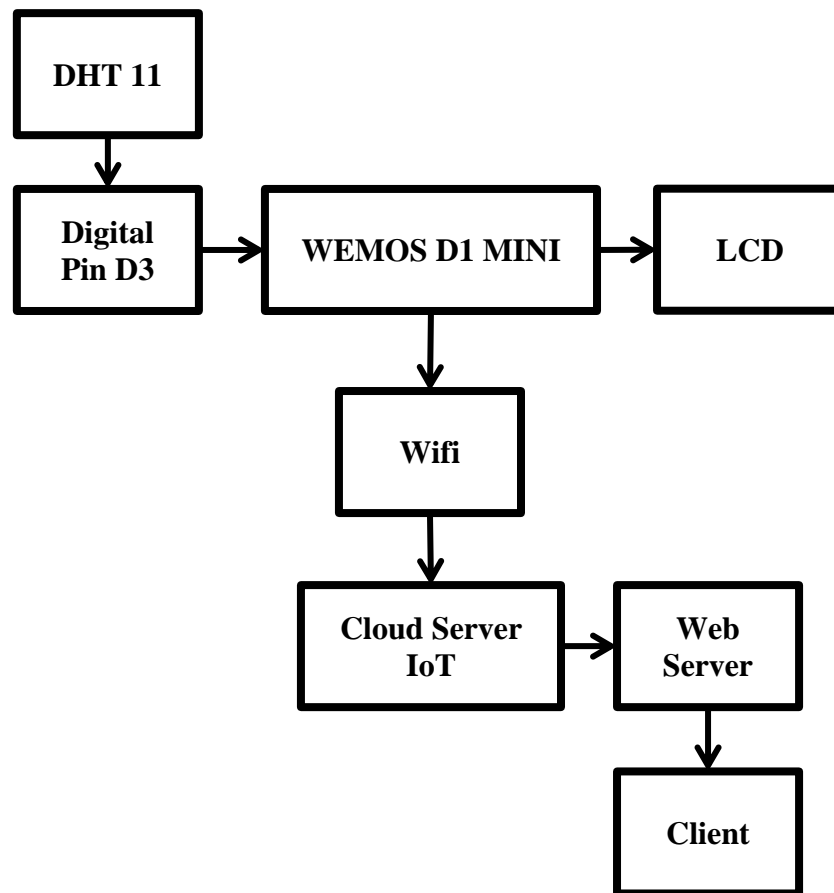 DHT 11
Digital
Pin D3
WEMOS D1 MINI
LCD
Wifi
Cloud Server
IoT
Web
Server
Client